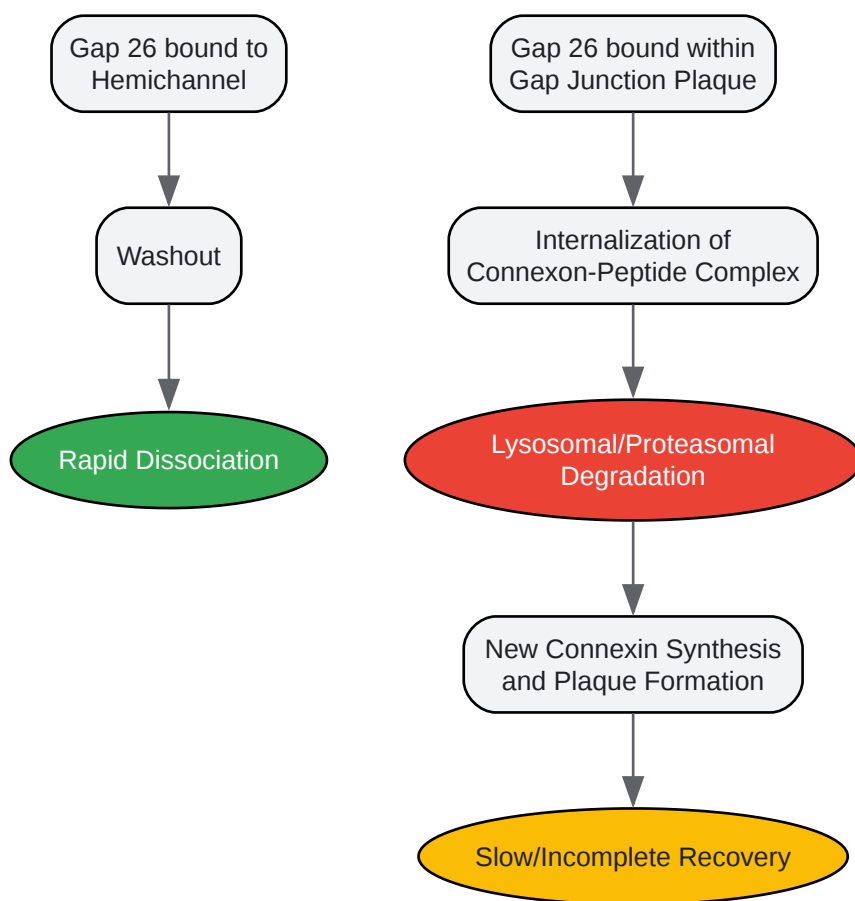 Gap 26 bound to
Hemichannel
Washout
Rapid Dissociation
Gap 26 bound within
Gap Junction Plaque
Internalization of
Connexon-Peptide Complex
Lysosomal/Proteasomal
Degradation
New Connexin Synthesis
and Plaque Formation
Slow/Incomplete Recovery